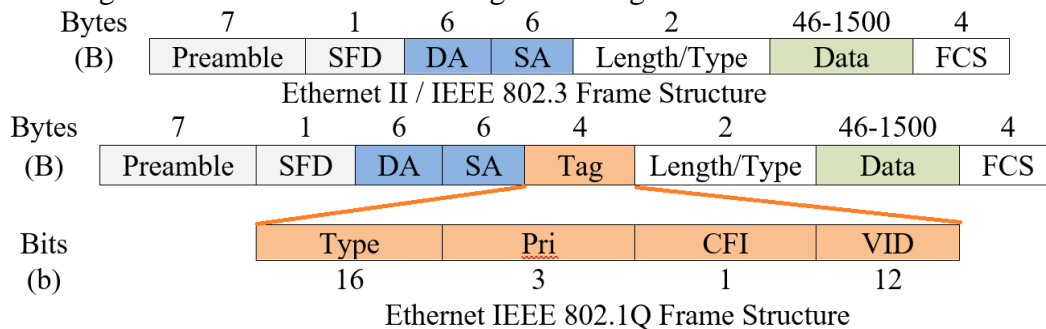 Bytes 7 1 6 6 2 46-1500 4
(B) Preamble SFD DA SA Length/Type Data FCS
Ethernet II / IEEE 802.3 Frame Structure
Bytes 7 1 6 6 4 2 46-1500 4
(B) Preamble SFD DA SA Tag Length/Type Data FCS
Bits Type Pri CFI VID
(b) 16 3 1 12
Ethernet IEEE 802.1Q Frame Structure